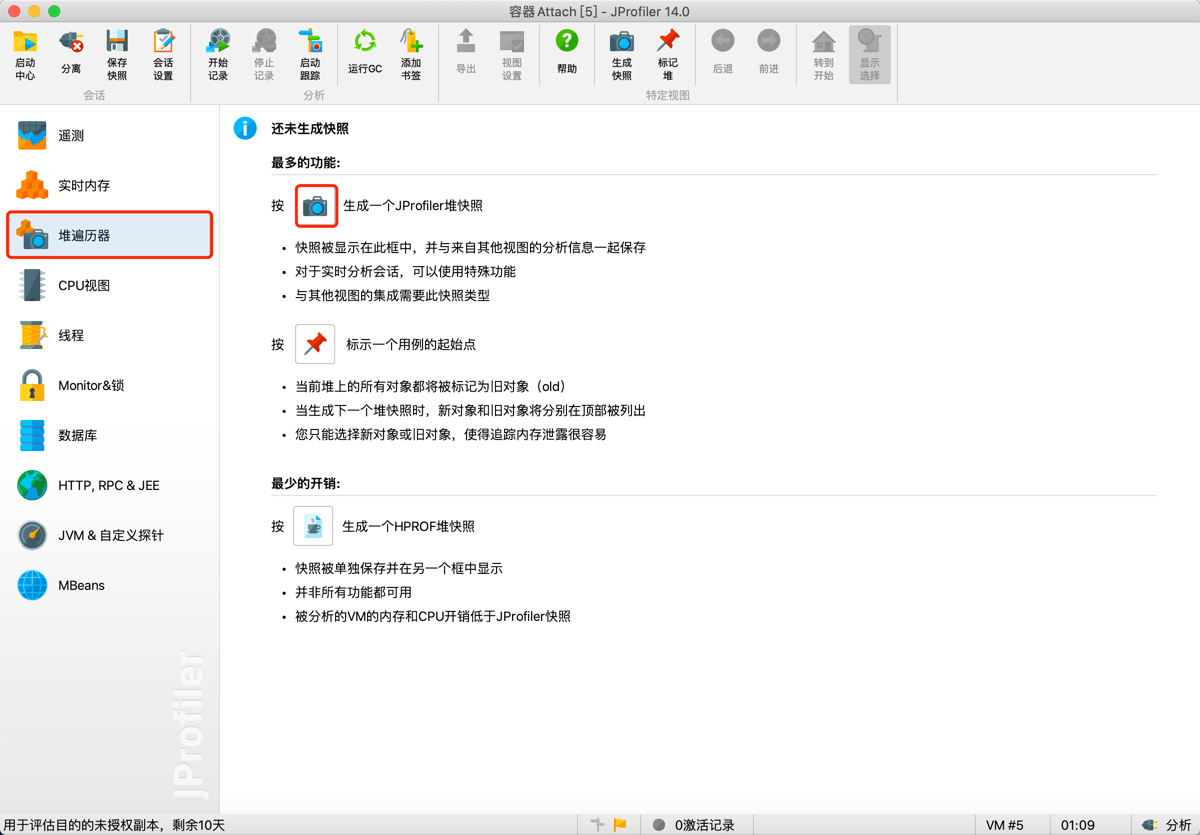 容器Attach [5] - JProfiler 14.0
启动中心
分离
保存快照
会话设置
开始记录
停止记录
启动跟踪
运行GC
添加书签
导出
视图设置
帮助
生成快照
标记堆
后退
前进
转到开始
显示选择
会话
分析
特定视图
遥测
实时内存
堆遍历器
CPU视图
线程
Monitor&锁
数据库
HTTP, RPC & JEE
JVM & 自定义探针
MBeans
JProfiler
还未生成快照
最多的功能:
按 生成一个JProfiler堆快照
• 快照被显示在此框中，并与来自其他视图的分析信息一起保存
• 对于实时分析会话，可以使用特殊功能
• 与其他视图的集成需要此快照类型
按 标示一个用例的起始点
• 当前堆上的所有对象都将被标记为旧对象（old）
• 当生成下一个堆快照时，新对象和旧对象将分别在顶部被列出
• 您只能选择新对象或旧对象，使得追踪内存泄露很容易
最少的开销:
按 生成一个HPROF堆快照
• 快照被单独保存并在另一个框中显示
• 并非所有功能都可用
• 被分析的VM的内存和CPU开销低于JProfiler快照
用于评估目的的未授权副本，剩余10天
0激活记录
VM #5
01:09
分析